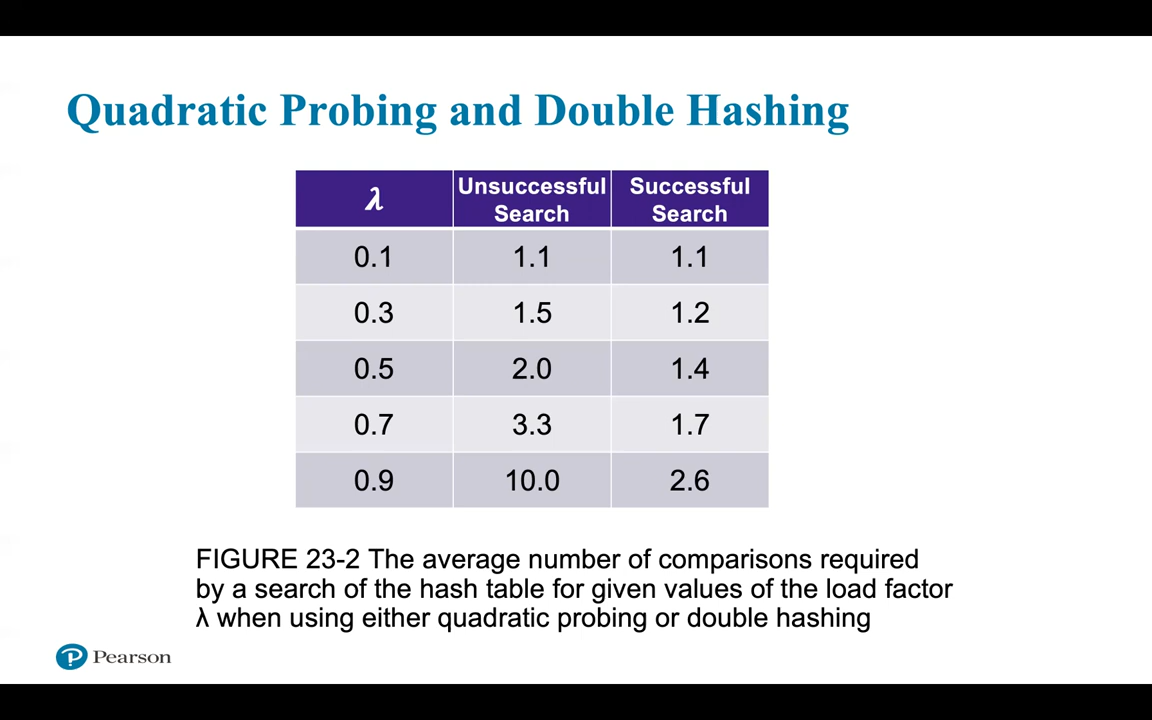 Quadratic Probing and Double Hashing
λ Unsuccessful Search Successful Search
0.1 1.1 1.1
0.3 1.5 1.2
0.5 2.0 1.4
0.7 3.3 1.7
0.9 10.0 2.6
FIGURE 23-2 The average number of comparisons required
by a search of the hash table for given values of the load factor
λ when using either quadratic probing or double hashing
P Pearson